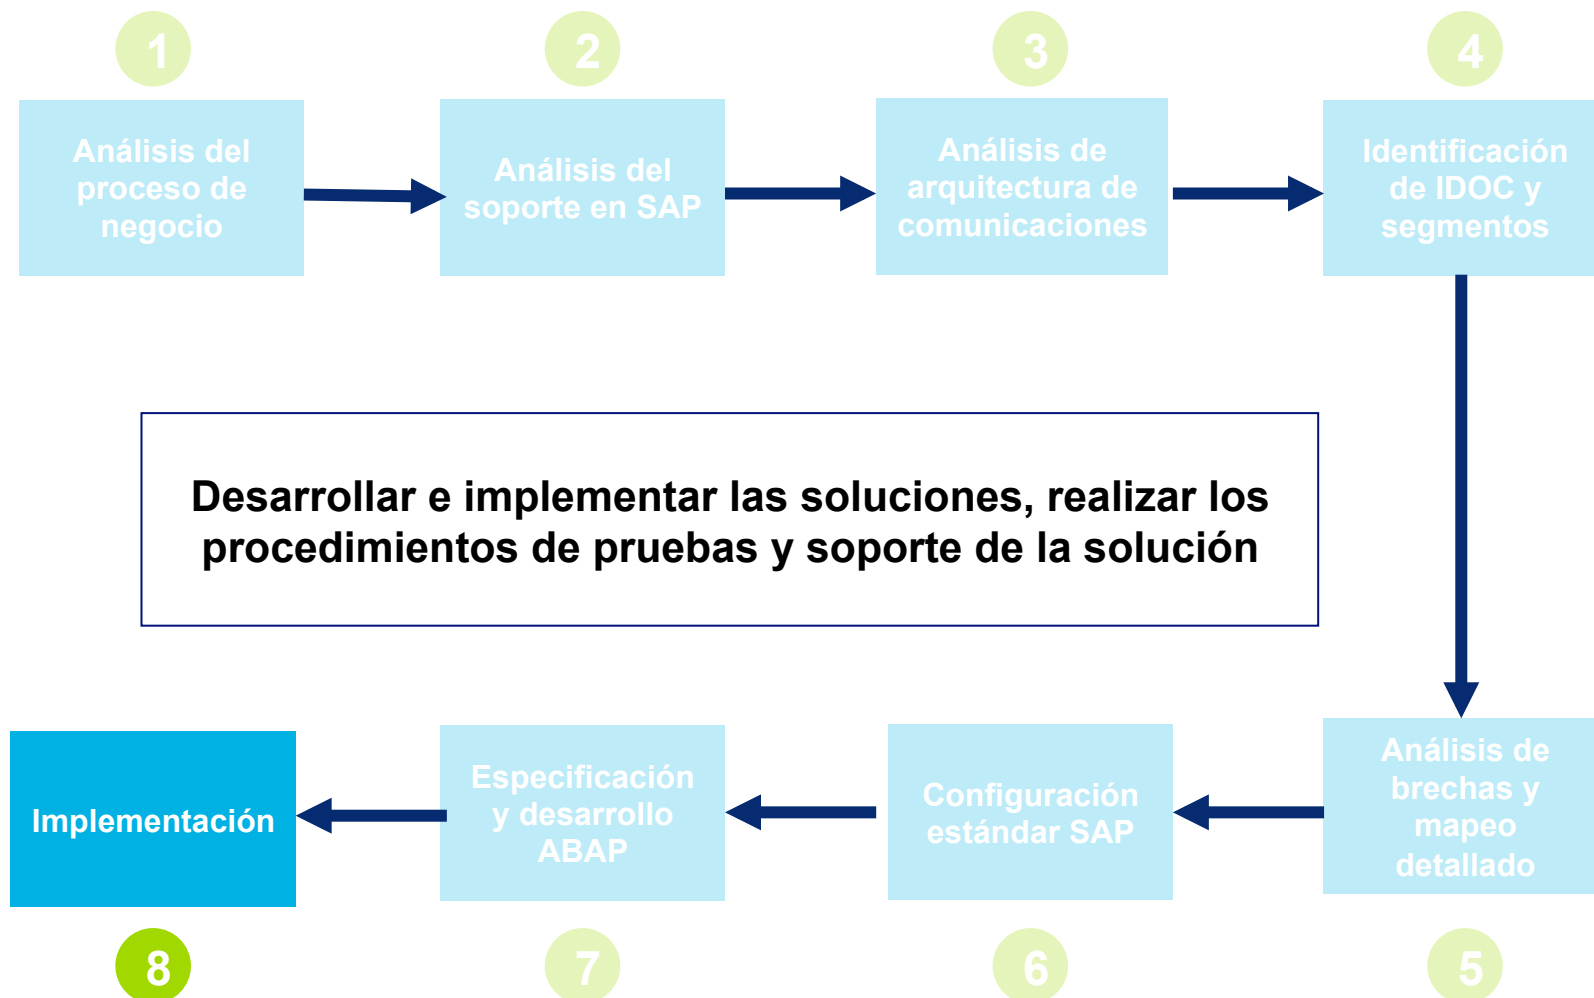 1
2
3
4
Análisis del
proceso de
negocio
Análisis del
soporte en SAP
Análisis de
arquitectura de
comunicaciones
Identificación
de IDOC y
segmentos
Desarrollar e implementar las soluciones, realizar los
procedimientos de pruebas y soporte de la solución
Implementación
Especificación
y desarrollo
ABAP
Configuración
estándar SAP
Análisis de
brechas y
mapeo
detallado
8
7
6
5